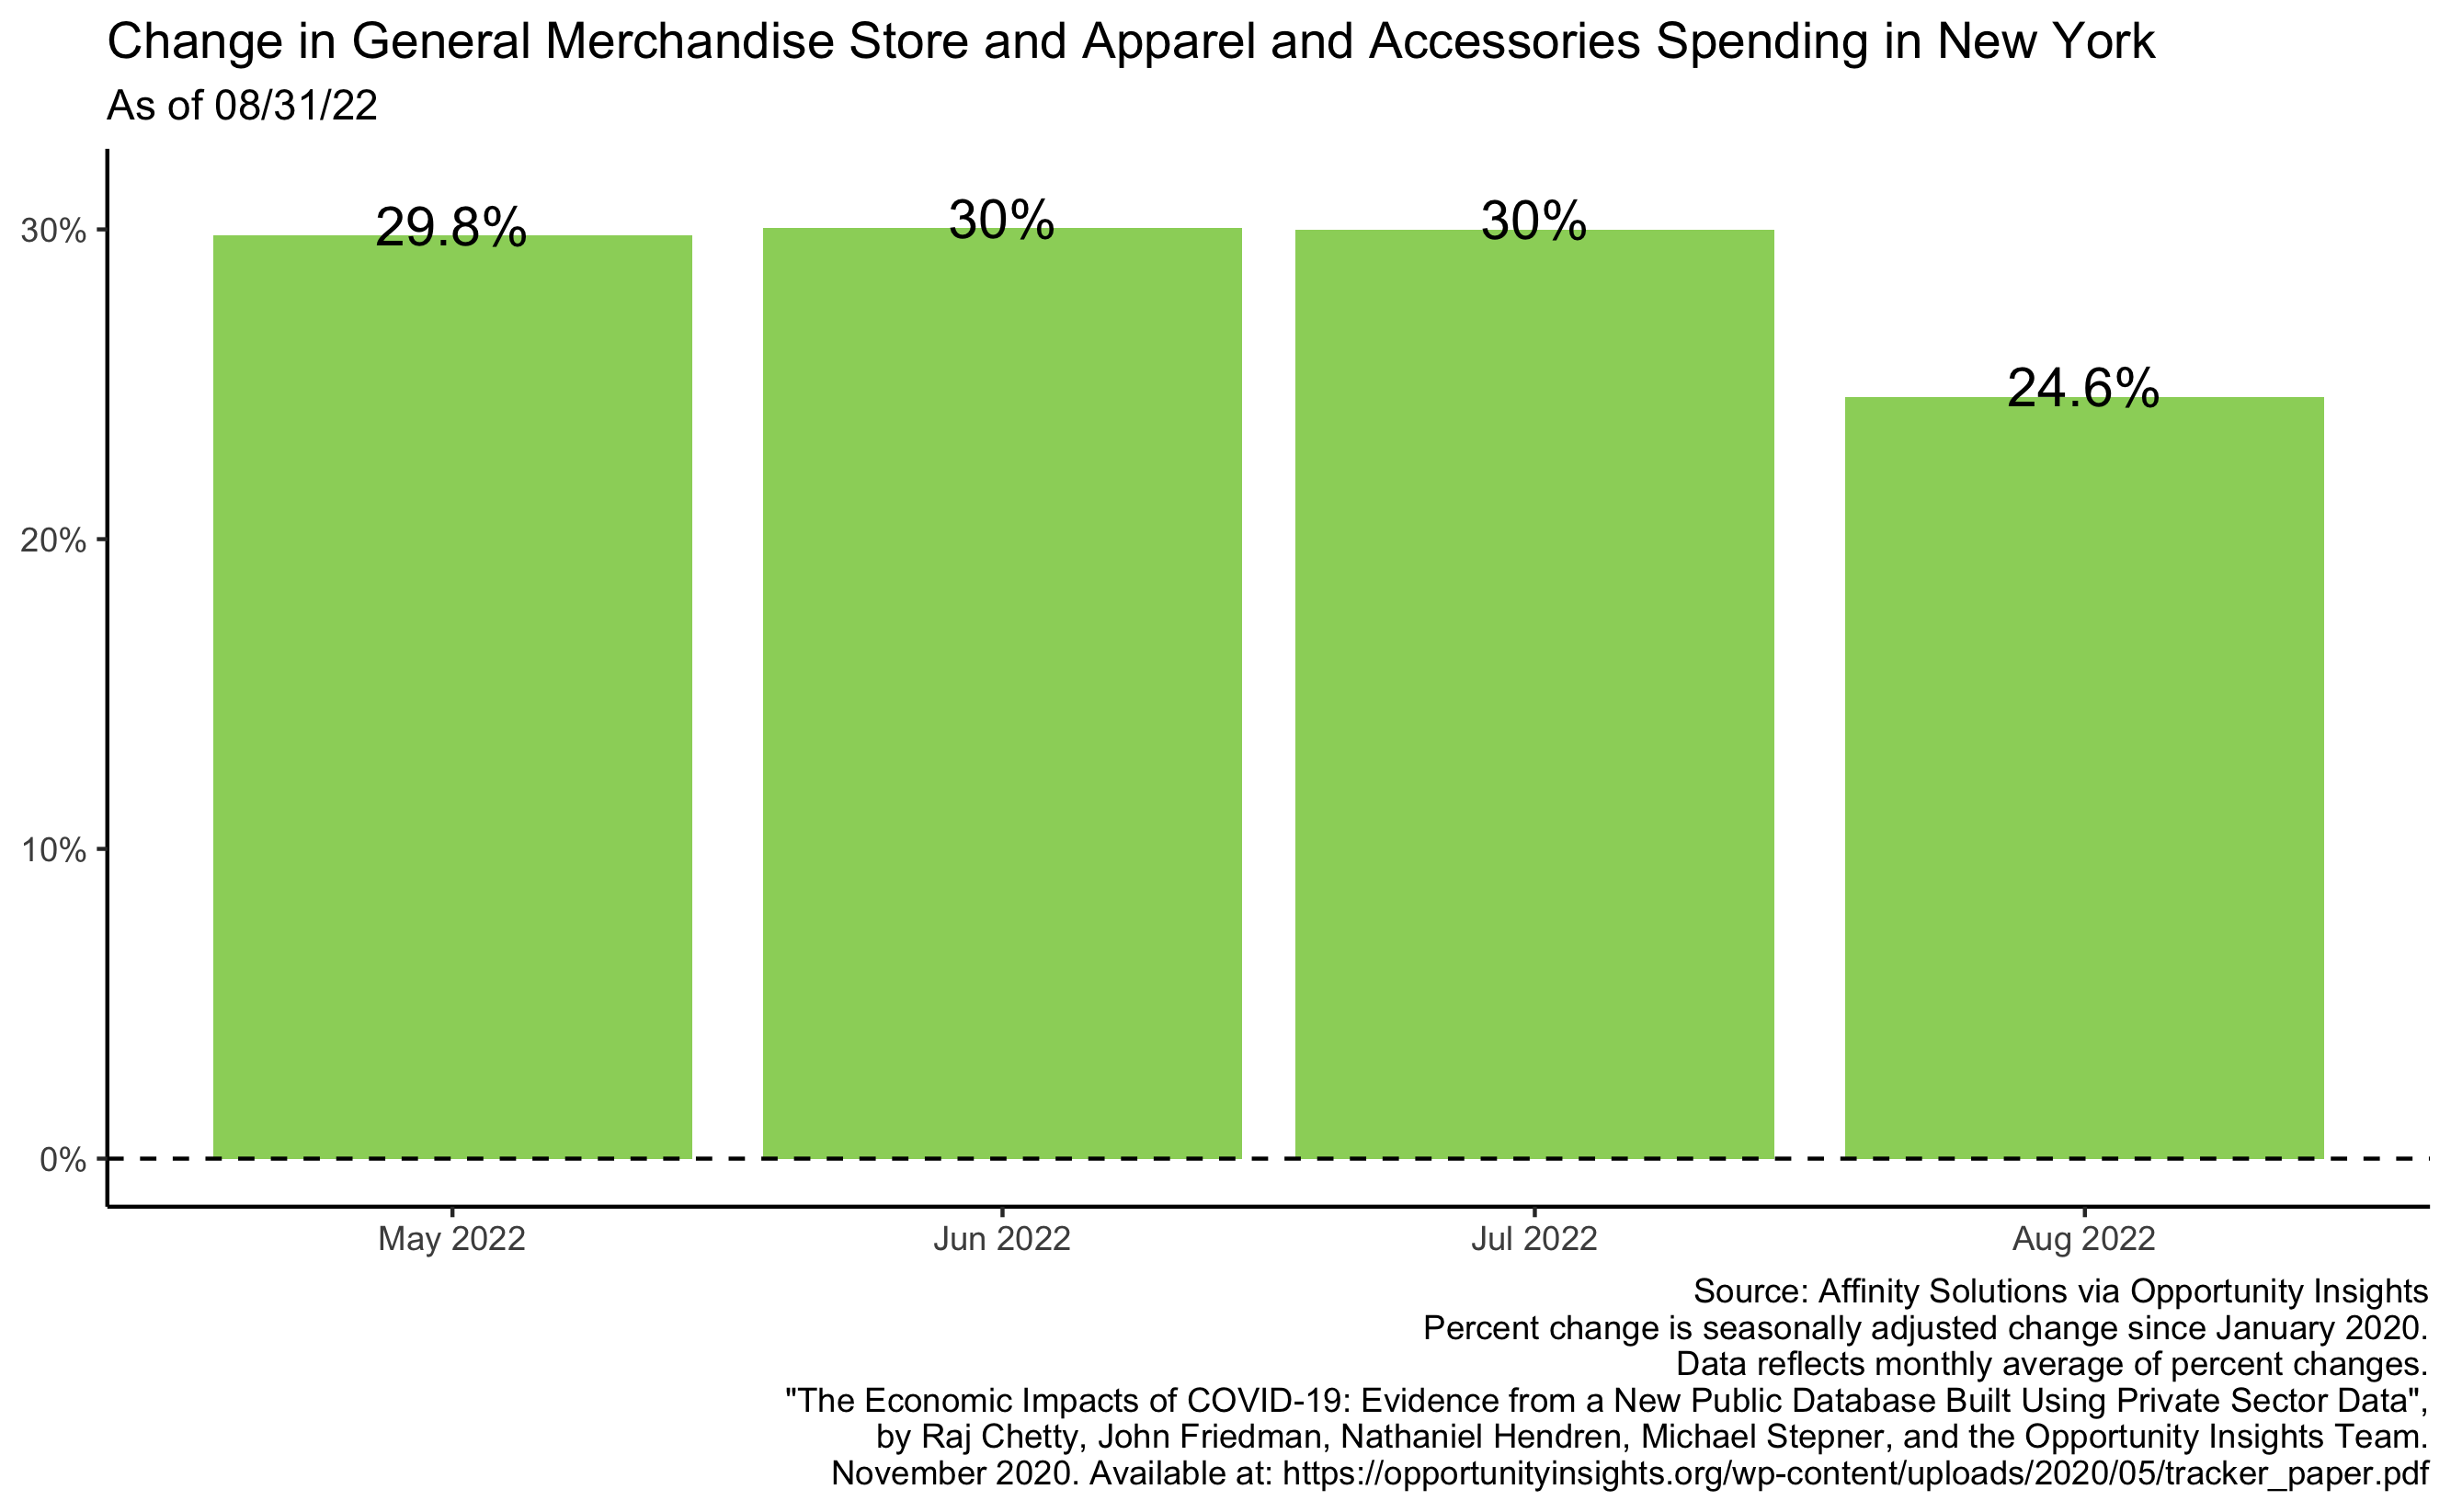 Change in General Merchandise Store and Apparel and Accessories Spending in New York
As of 08/31/22
30%
20%
10%
0%
29.8%
30%
30%
24.6%
May 2022
Jun 2022
Jul 2022
Aug 2022
Source: Affinity Solutions via Opportunity Insights
Percent change is seasonally adjusted change since January 2020.
Data reflects monthly average of percent changes.
"The Economic Impacts of COVID-19: Evidence from a New Public Database Built Using Private Sector Data",
by Raj Chetty, John Friedman, Nathaniel Hendren, Michael Stepner, and the Opportunity Insights Team.
November 2020. Available at: https://opportunityinsights.org/wp-content/uploads/2020/05/tracker_paper.pdf